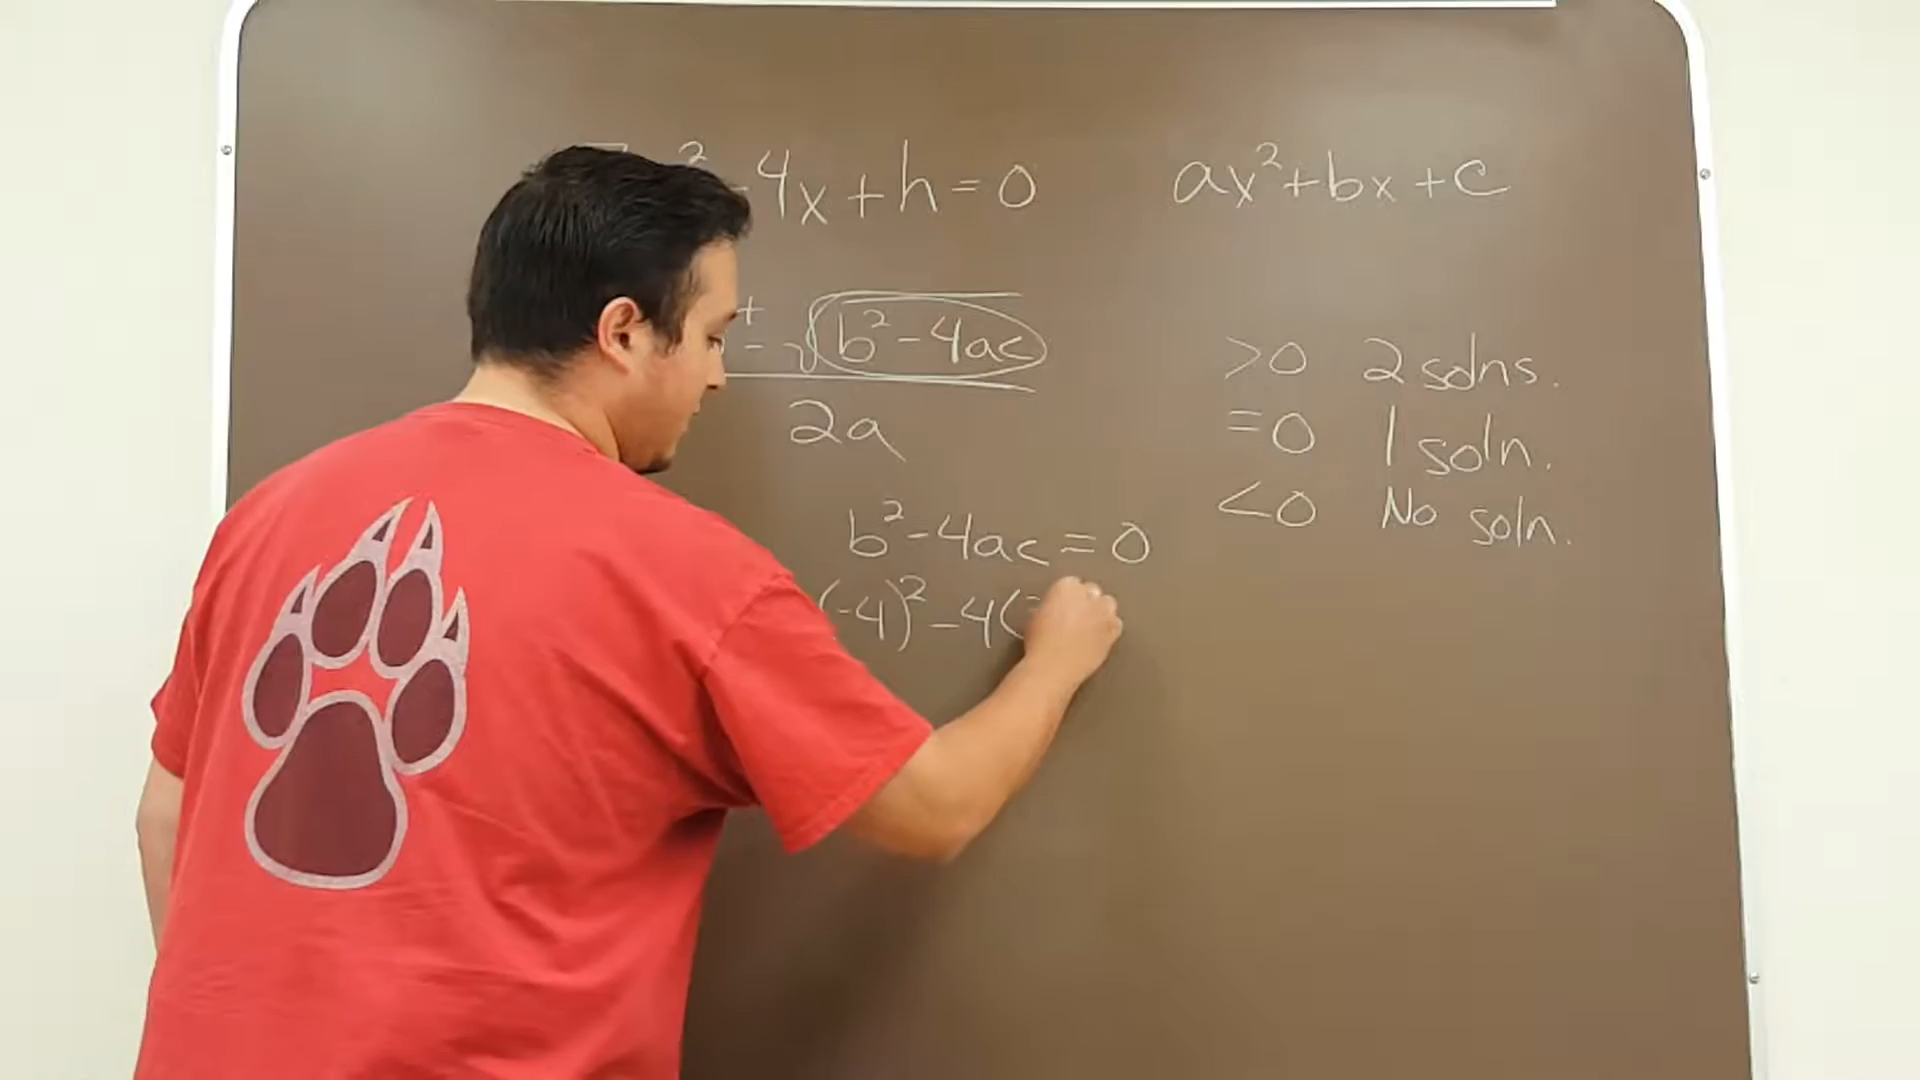 ² - 4x + h = 0
ax² + bx + c
± √b² - 4ac
2a
> 0 2 solns.
= 0 1 soln.
< 0 No soln.
b² - 4ac = 0
(-4)² - 4(